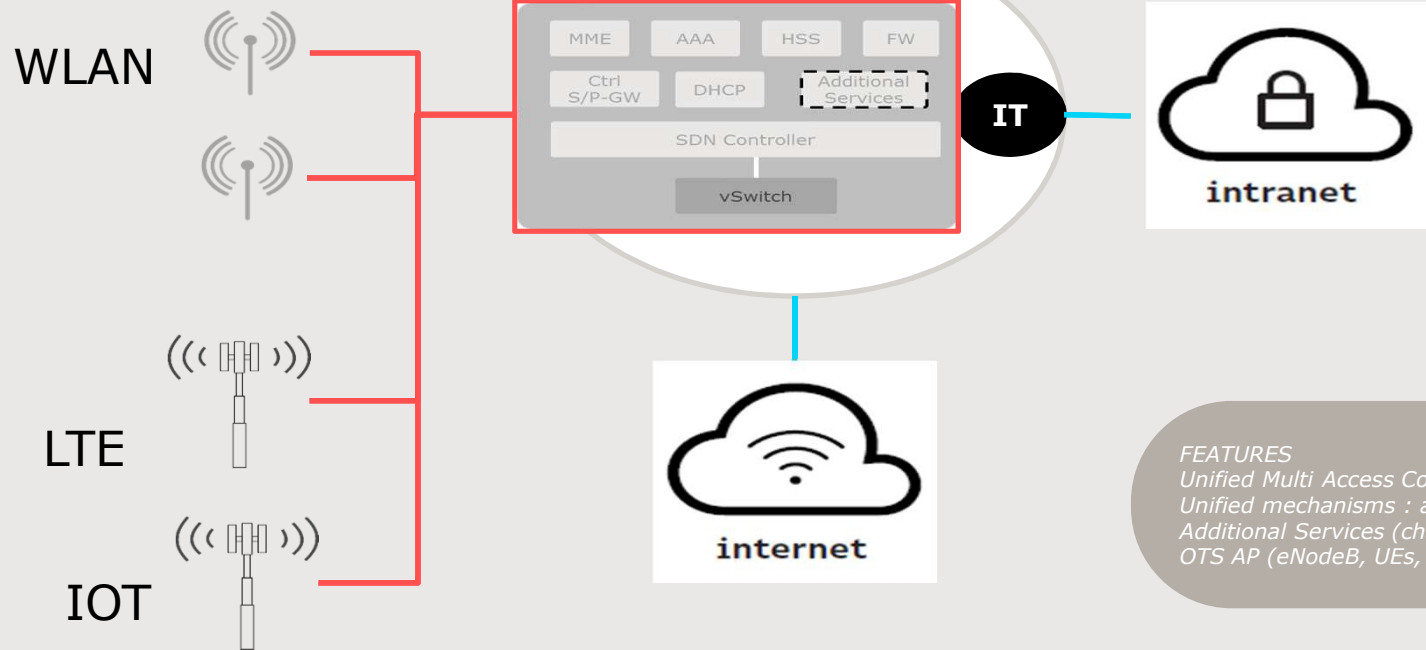 WLAN
MME
AAA
HSS
FW
Ctrl
S/P-GW
DHCP
Additional
Services
SDN Controller
vSwitch
IT
intranet
LTE
internet
IOT
FEATURES
Unified Multi Access Co
Unified mechanisms : a
Additional Services (ch
OTS AP (eNodeB, UEs,